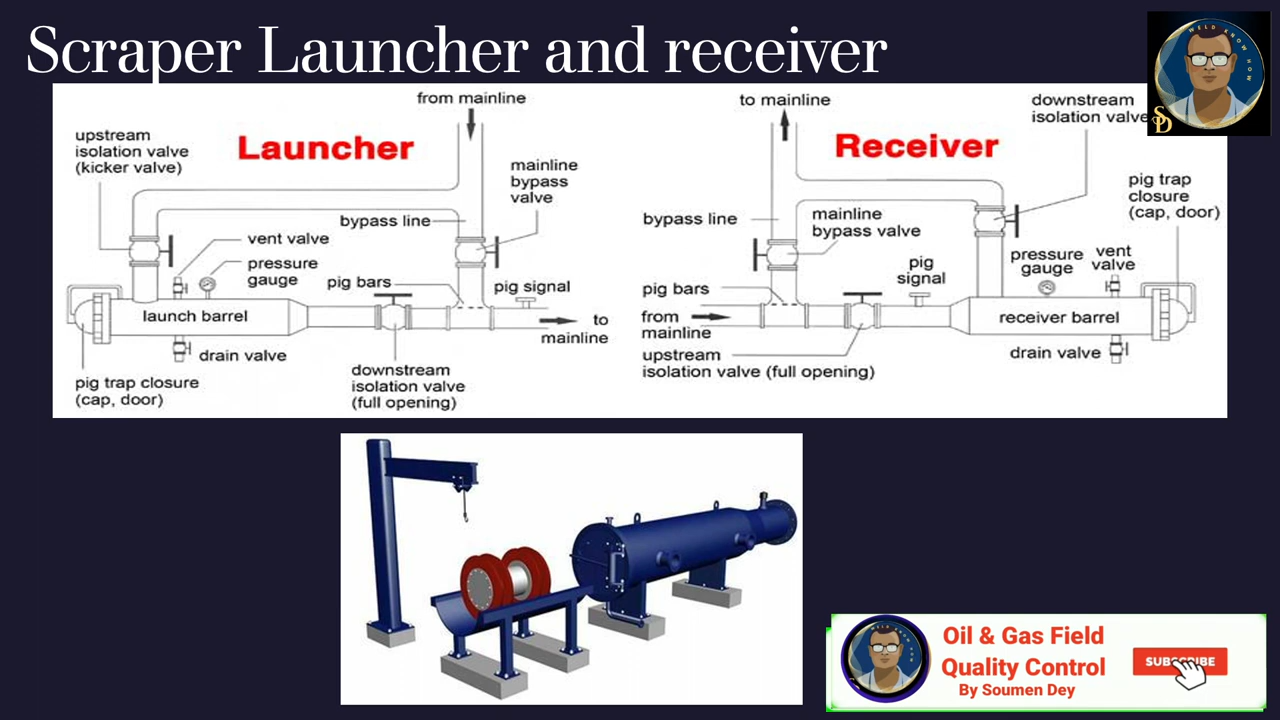 Scraper Launcher and receiver
WELD KNOW HOW
SD
from mainline
Launcher
upstream
isolation valve
(kicker valve)
mainline
bypass
valve
bypass line
vent valve
pressure
gauge
pig bars
pig signal
launch barrel
to
mainline
drain valve
pig trap closure
(cap, door)
downstream
isolation valve
(full opening)
to mainline
Receiver
downstream
isolation valve
pig trap
closure
(cap, door)
bypass line
mainline
bypass valve
pig
signal
pressure
gauge
vent
valve
pig bars
from
mainline
receiver barrel
upstream
isolation valve (full opening)
drain valve
Oil & Gas Field
Quality Control
By Soumen Dey
SUBSCRIBE